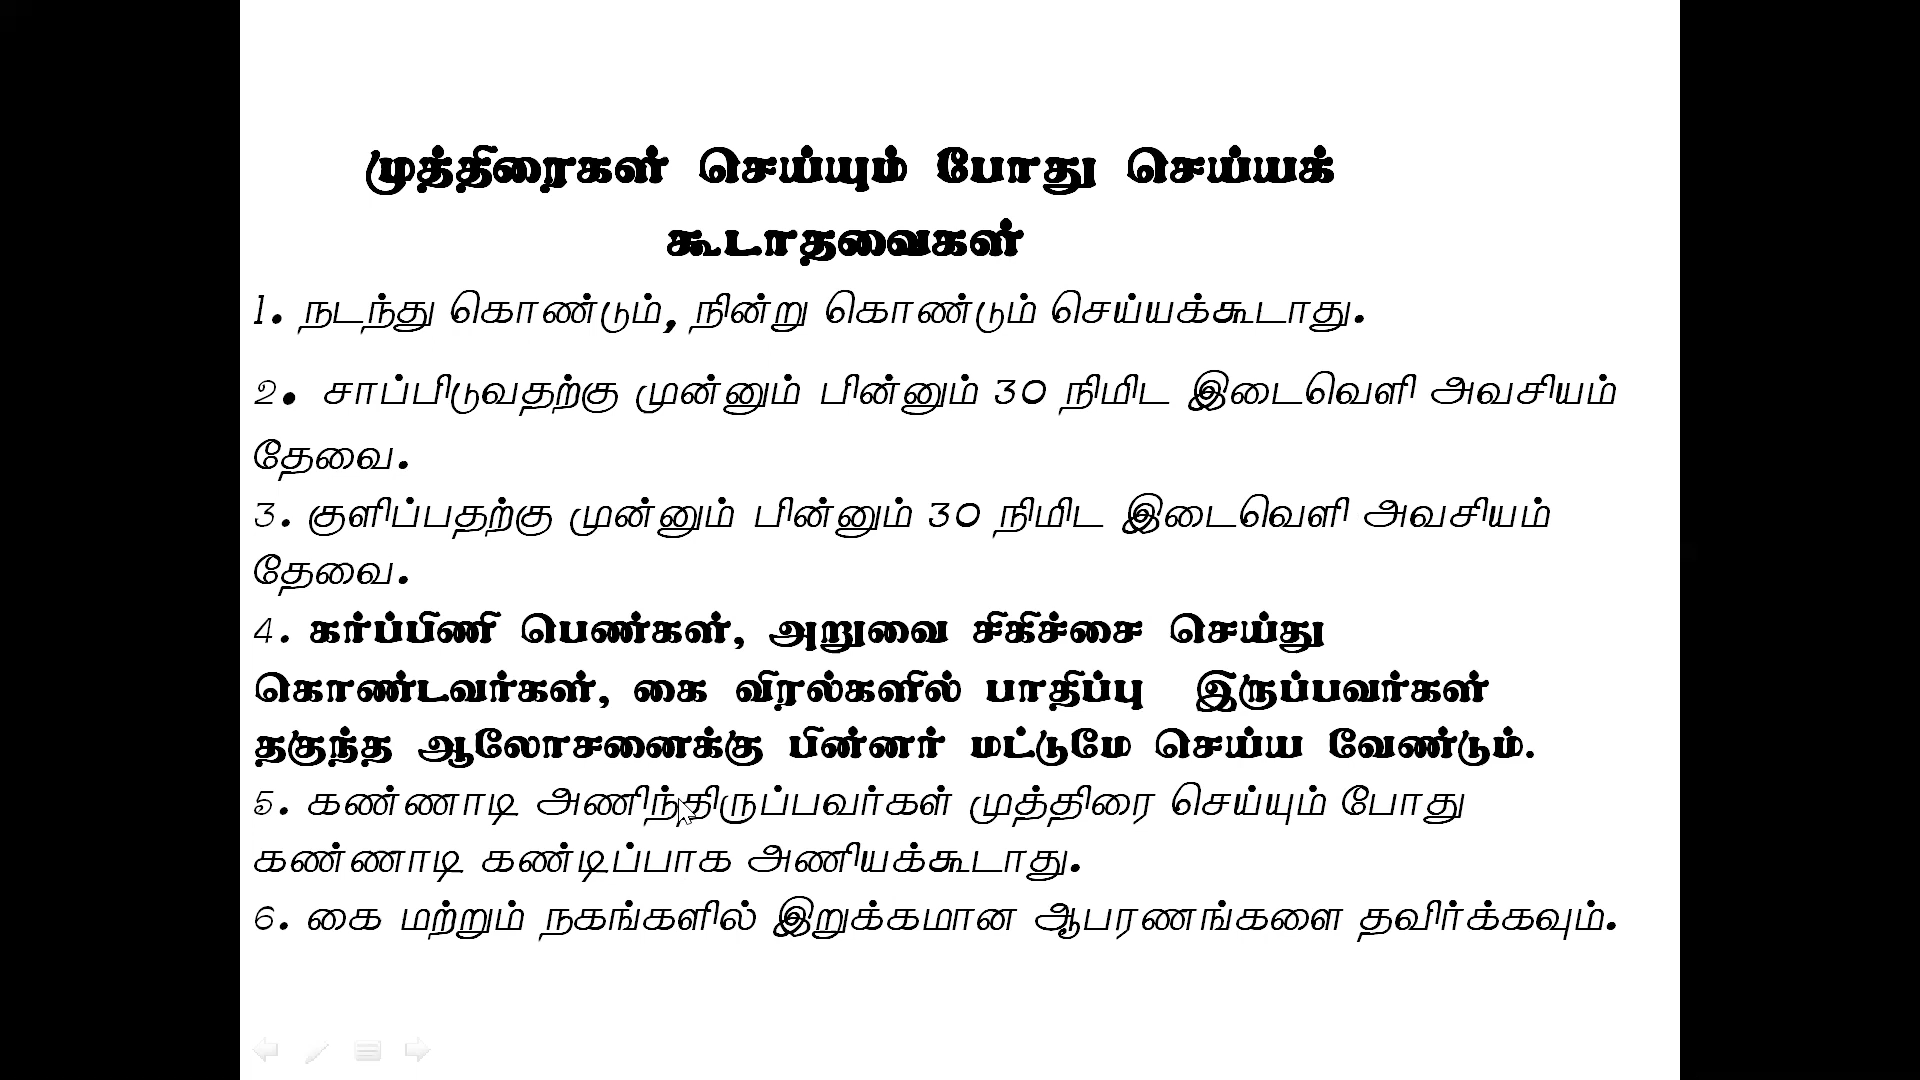 முத்திரைகள் செய்யும் போது செய்யக்
கூடாதவைகள்
1. நடந்து கொண்டும், நின்று கொண்டும் செய்யக்கூடாது.
2. சாப்பிடுவதற்கு முன்னும் பின்னும் 30 நிமிட இடைவெளி அவசியம்
தேவை.
3. குளிப்பதற்கு முன்னும் பின்னும் 30 நிமிட இடைவெளி அவசியம்
தேவை.
4. கர்ப்பிணி பெண்கள், அறுவை சிகிச்சை செய்து
கொண்டவர்கள், கை விரல்களில் பாதிப்பு இருப்பவர்கள்
தகுந்த ஆலோசனைக்கு பின்னர் மட்டுமே செய்ய வேண்டும்.
5. கண்ணாடி அணிந்திருப்பவர்கள் முத்திரை செய்யும் போது
கண்ணாடி கண்டிப்பாக அணியக்கூடாது.
6. கை மற்றும் நகங்களில் இறுக்கமான ஆபரணங்களை தவிர்க்கவும்.